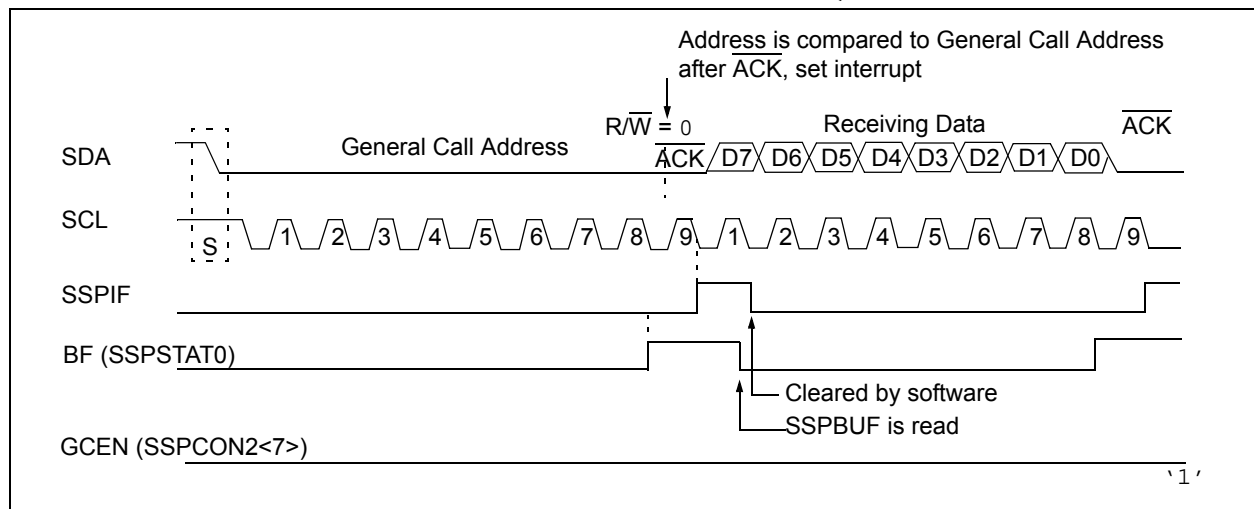 Address is compared to General Call Address
after ACK, set interrupt
R/W = 0
Receiving Data
ACK
SDA
General Call Address
ACK
D7 D6 D5 D4 D3 D2 D1 D0
SCL
S
1 2 3 4 5 6 7 8 9 1 2 3 4 5 6 7 8 9
SSPIF
BF (SSPSTAT0)
Cleared by software
SSPBUF is read
GCEN (SSPCON2<7>)
‘1’